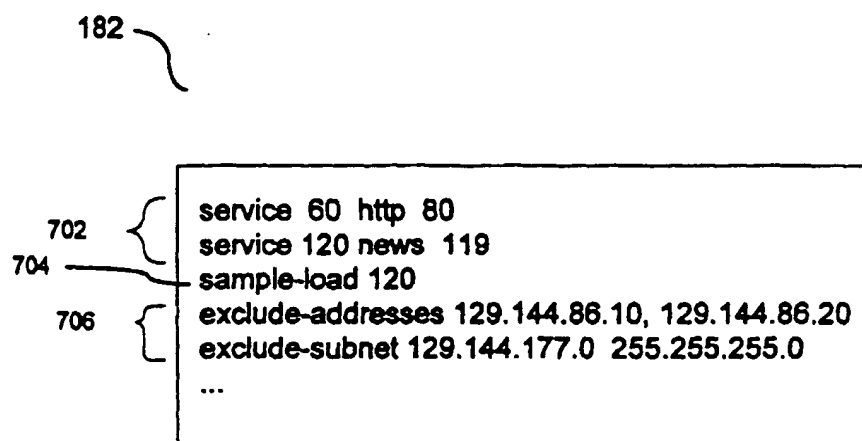 182
702
704
706
service 60 http 80
service 120 news 119
sample-load 120
exclude-addresses 129.144.86.10, 129.144.86.20
exclude-subnet 129.144.177.0 255.255.255.0
...